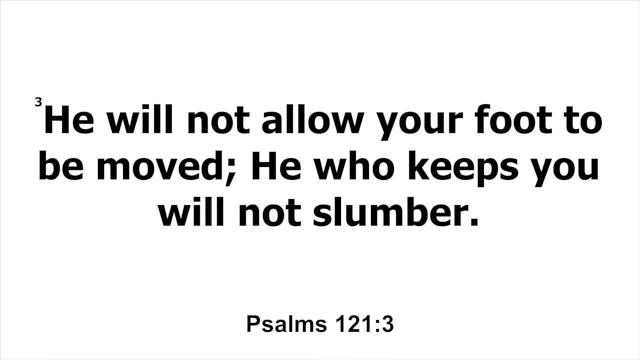 ³He will not allow your foot to
be moved; He who keeps you
will not slumber.
Psalms 121:3